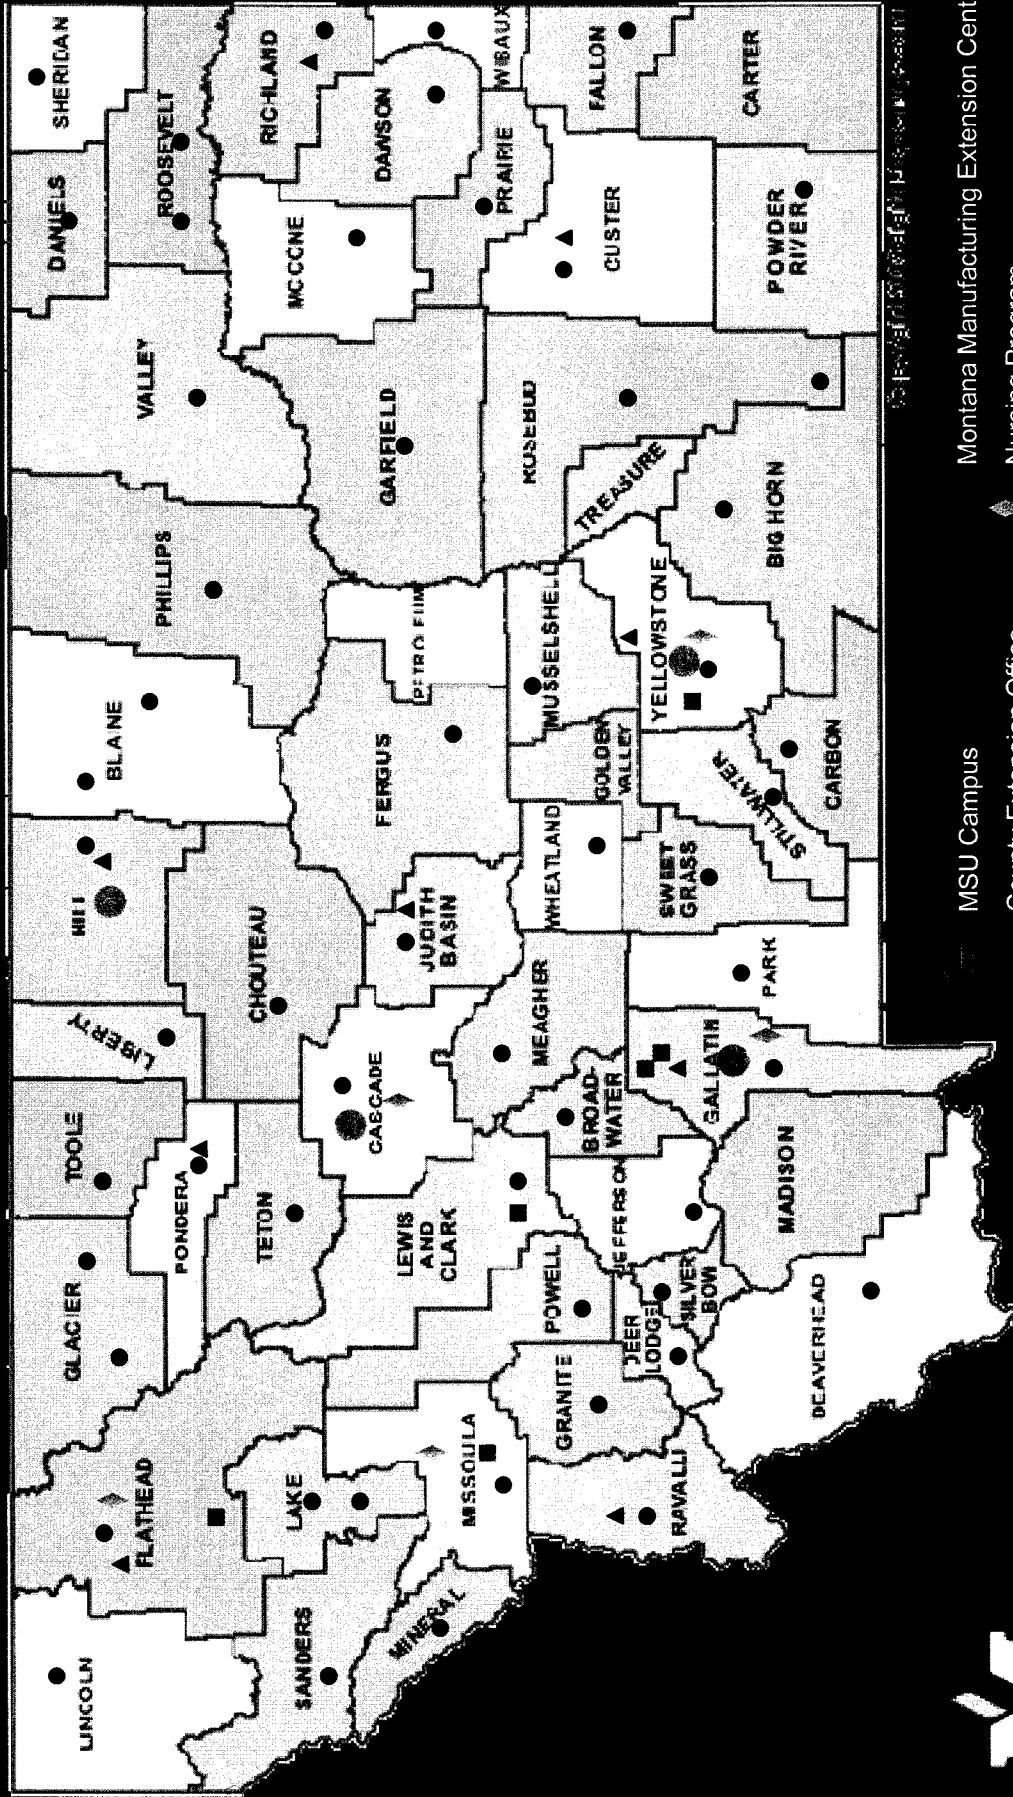 LINCOLN
FLATHEAD
GLACIER
TOOLE
LIBERTY
HILL
BLAINE
PHILLIPS
VALLEY
DANIELS
SHERIDAN
ROOSEVELT
PONDERA
CHOUTEAU
SANDERS
LAKE
TETON
CASCADE
JUDITH
BASIN
FERGUS
PETROLEUM
GARFIELD
MCCONE
RICHLAND
DAWSON
WIBAUX
PRAIRIE
MINERAL
MISSOULA
LEWIS
AND
CLARK
POWELL
GRANITE
MEAGHER
BROAD-
WATER
WHEATLAND
GOLDEN
VALLEY
MUSSELSHELL
ROSEBUD
TREASURE
CUSTER
FALLON
RAVALLI
DEER
LODGE
SILVER
BOW
JEFFERSON
GALLATIN
PARK
SWEET
GRASS
STILLWATER
YELLOWSTONE
CARBON
BIG HORN
POWDER
RIVER
CARTER
MADISON
BEAVERHEAD
MSU Campus
Montana Manufacturing Extension Cent